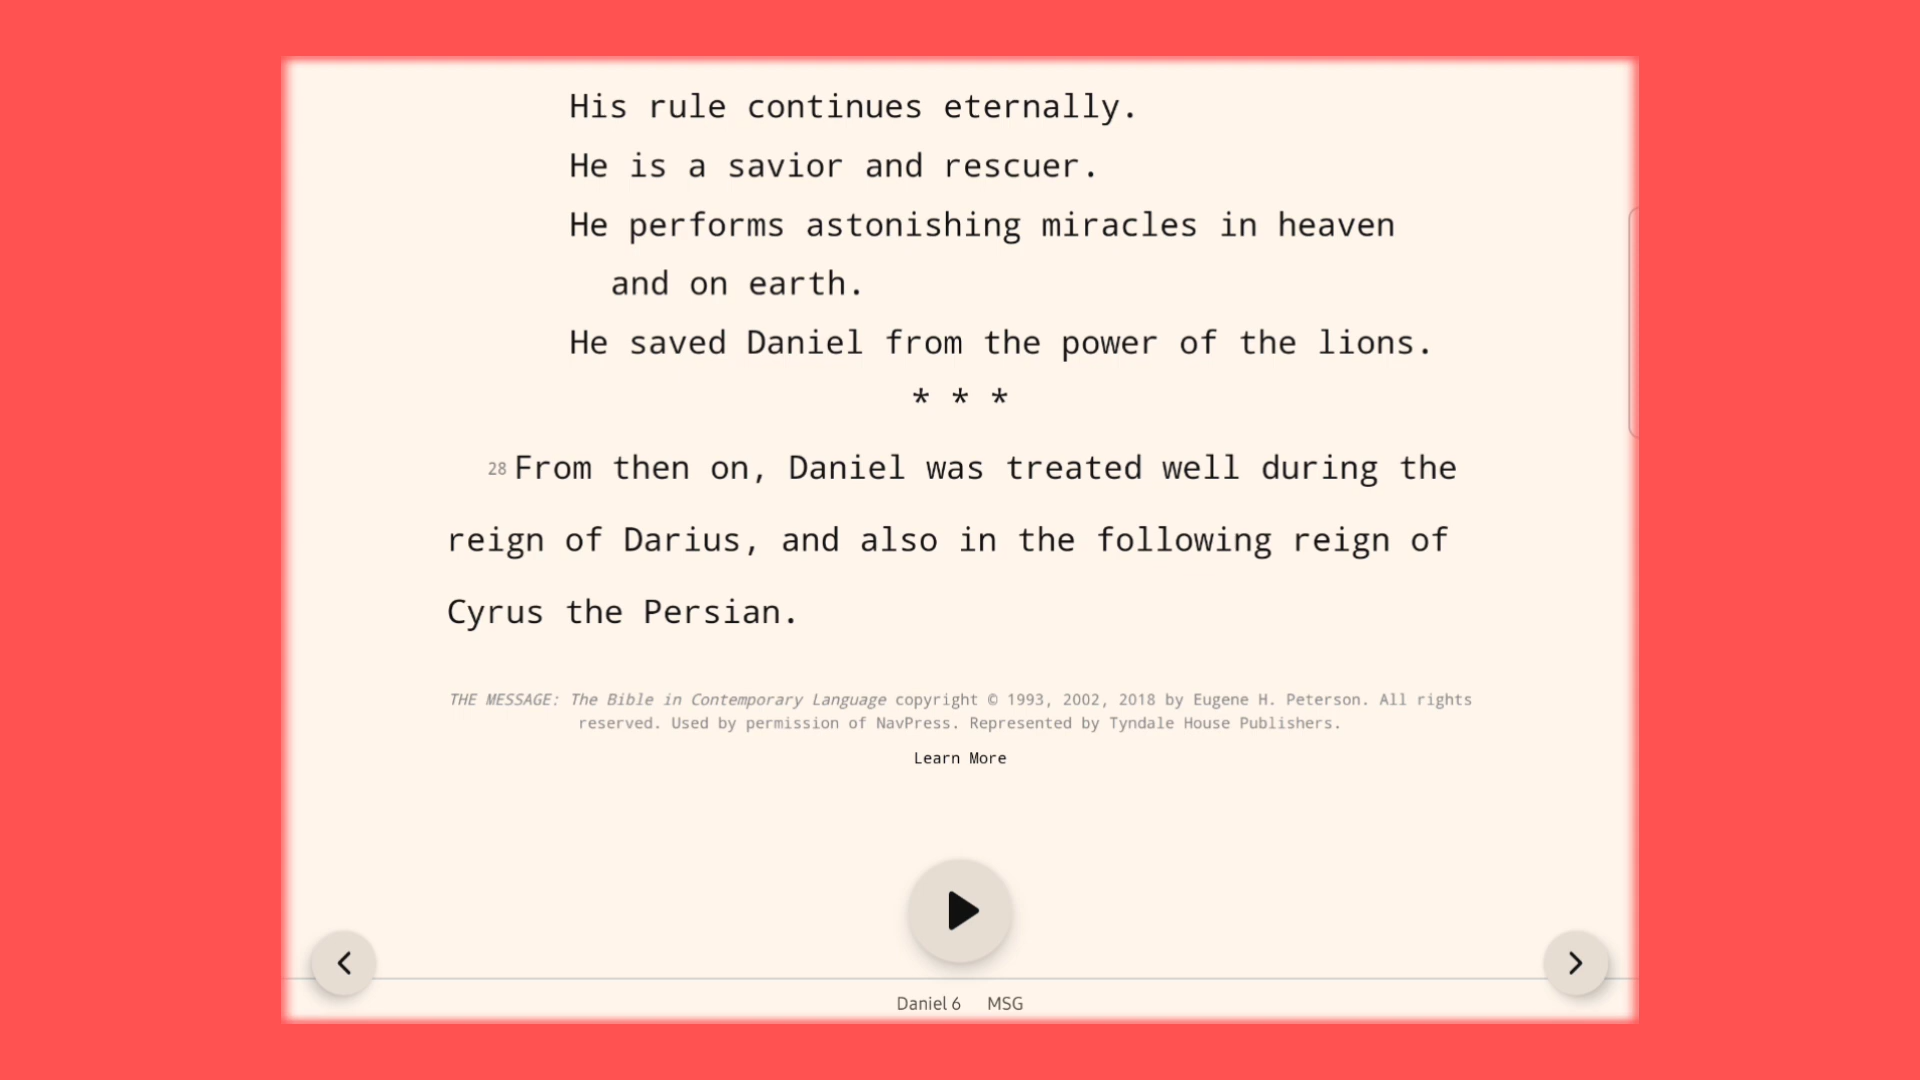 His rule continues eternally.
He is a savior and rescuer.
He performs astonishing miracles in heaven
and on earth.
He saved Daniel from the power of the lions.
* * *
28 From then on, Daniel was treated well during the
reign of Darius, and also in the following reign of
Cyrus the Persian.
THE MESSAGE: The Bible in Contemporary Language copyright © 1993, 2002, 2018 by Eugene H. Peterson. All rights
reserved. Used by permission of NavPress. Represented by Tyndale House Publishers.
Learn More
Daniel 6 MSG